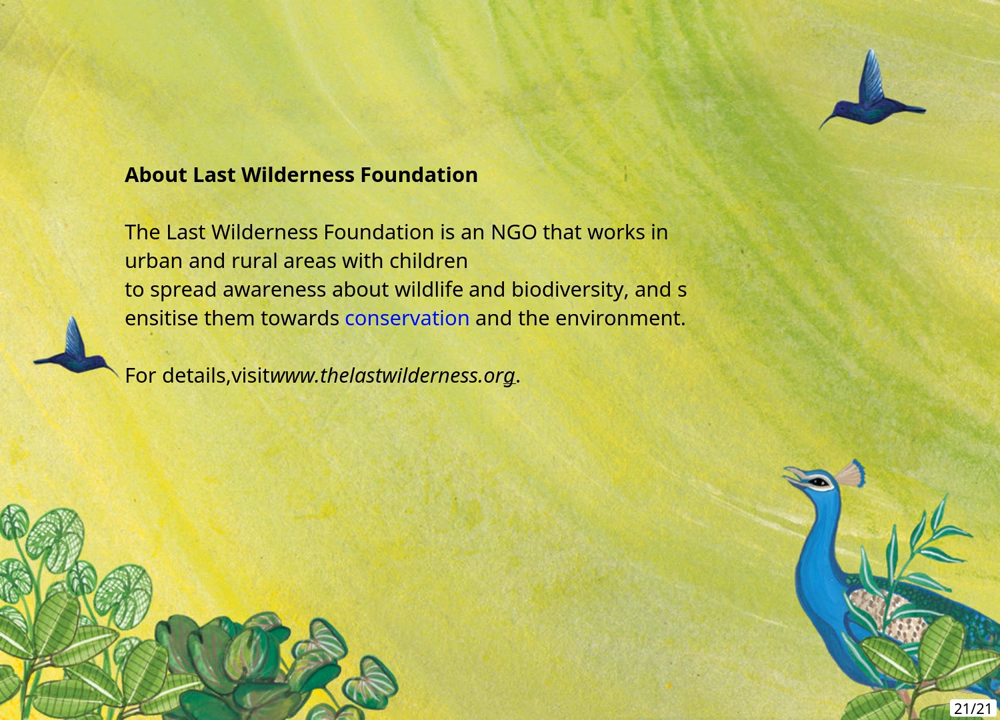 About Last Wilderness Foundation
The Last Wilderness Foundation is an NGO that works in
urban and rural areas with children
to spread awareness about wildlife and biodiversity, and s
ensitise them towards conservation and the environment.
For details,visitwww.thelastwilderness.org.
21/21